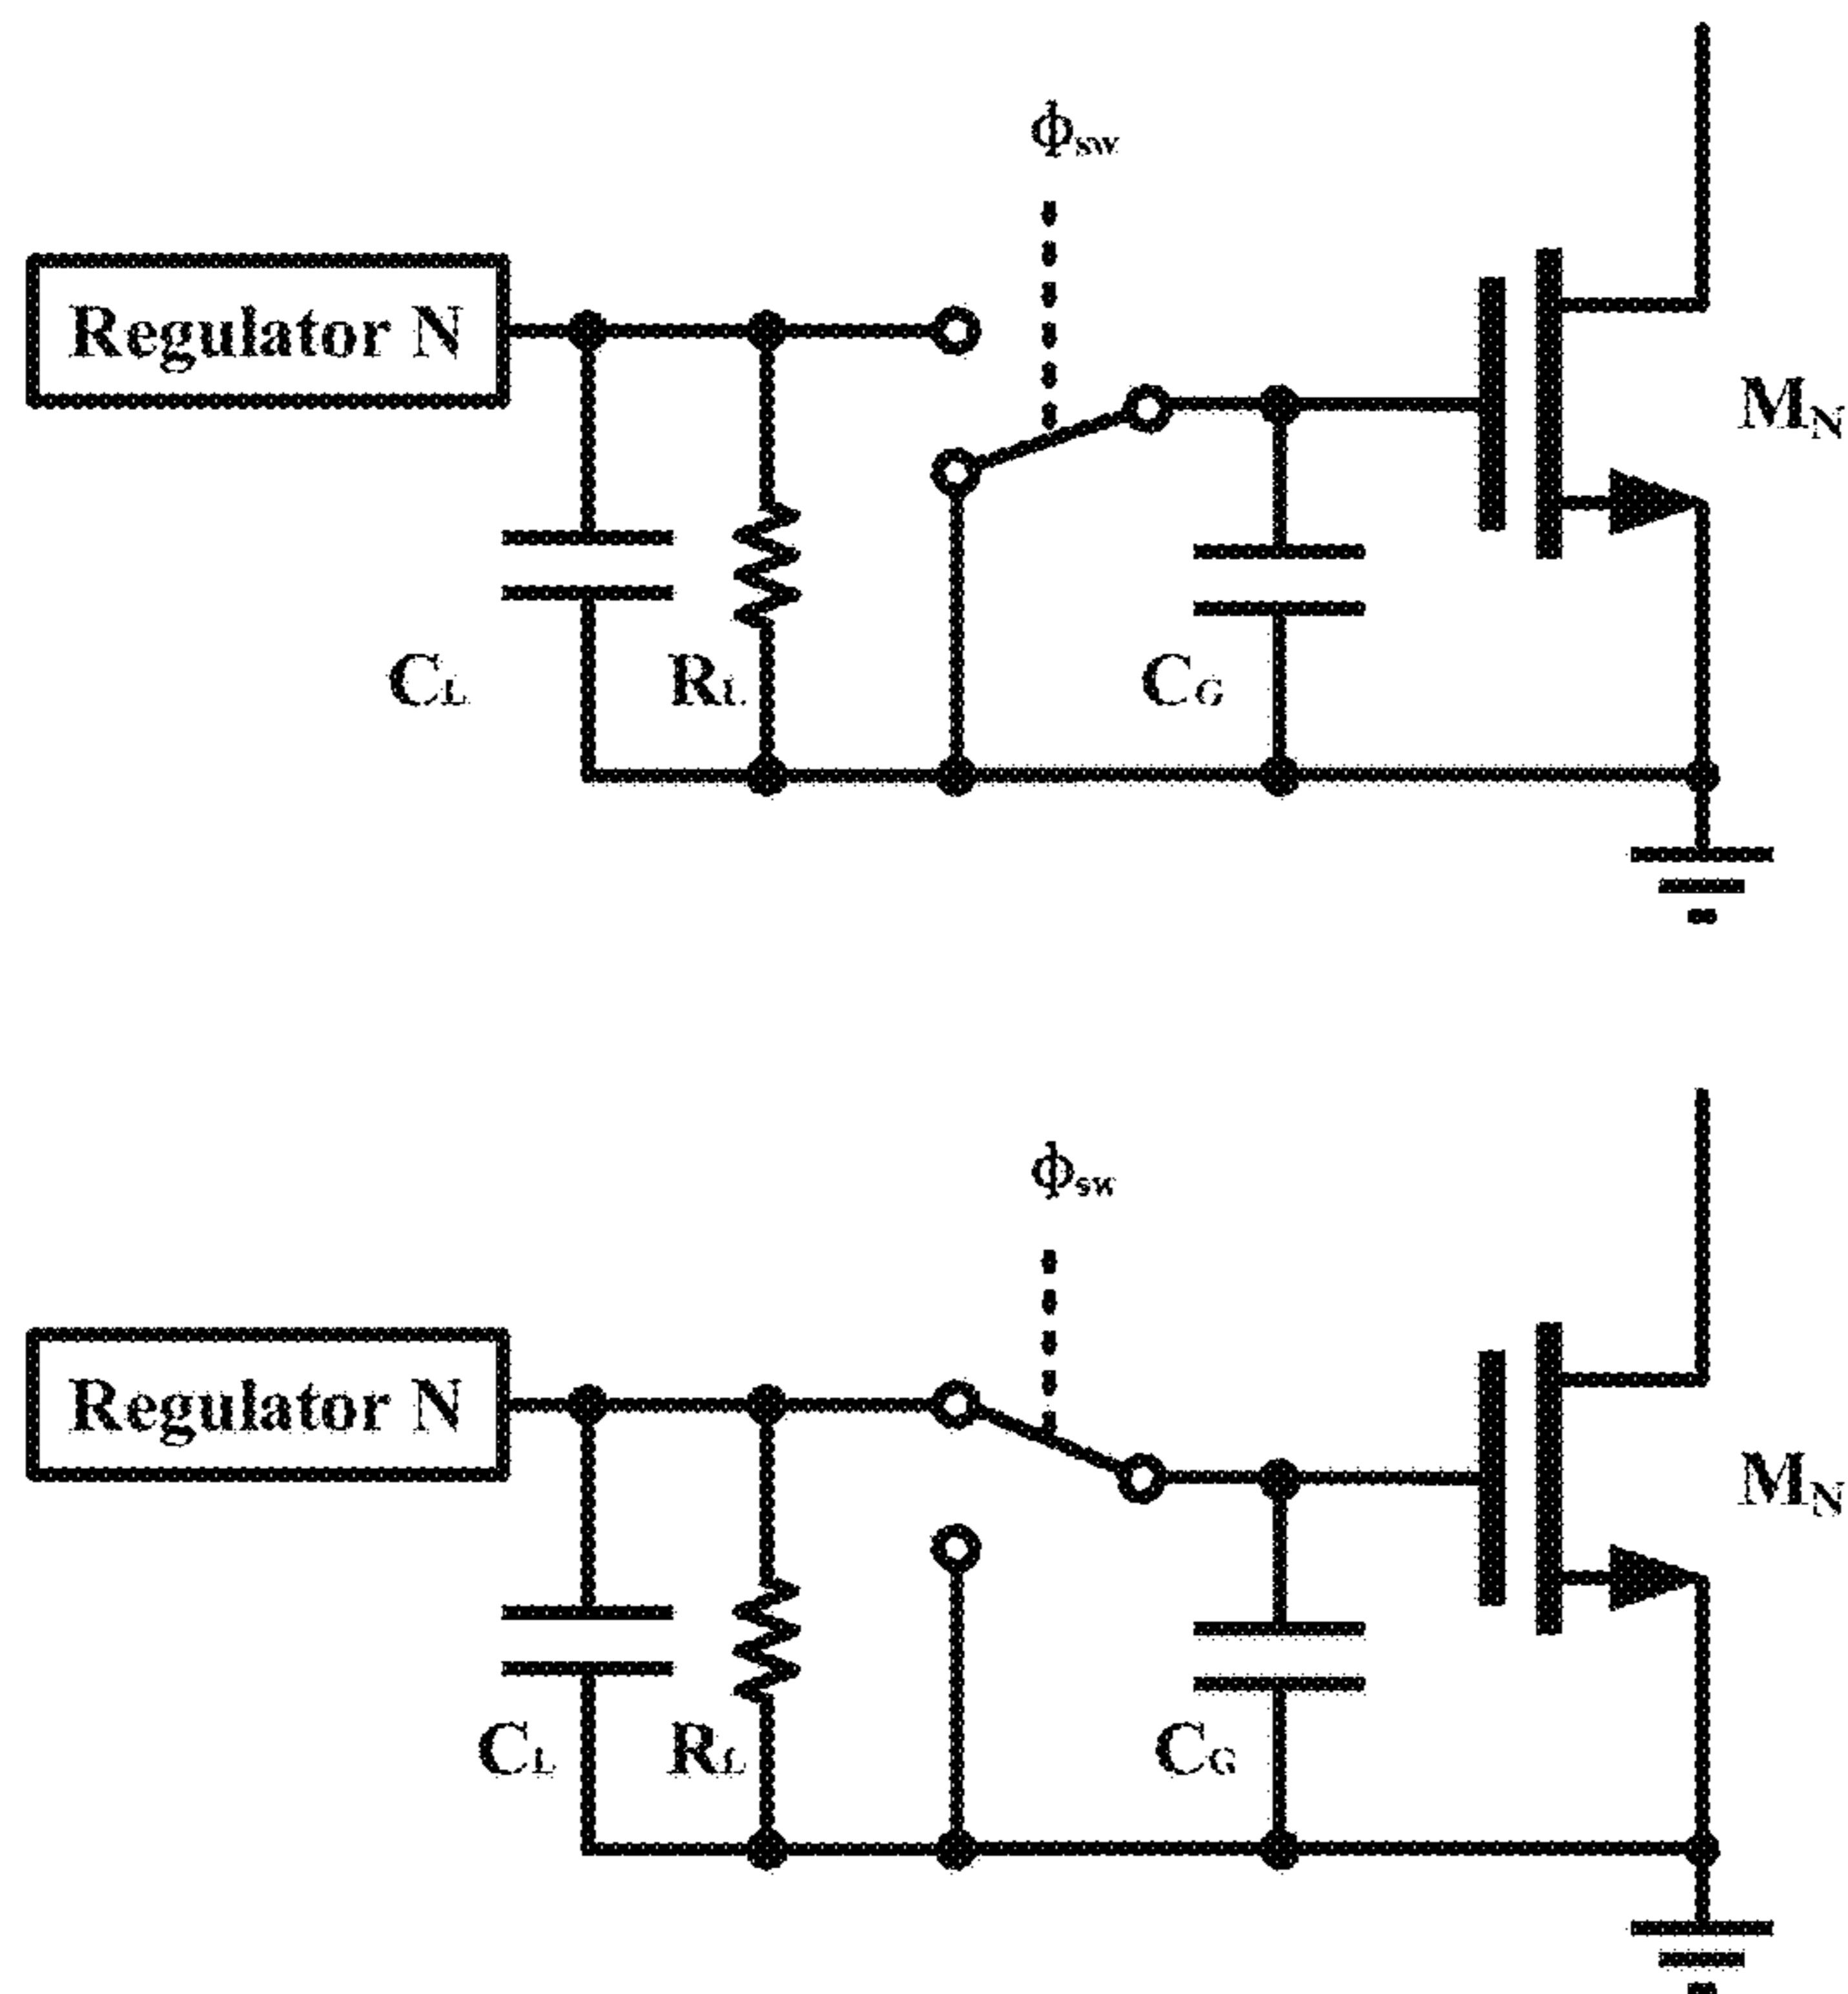 ϕsw
Regulator N
MN
CL
RL
CG
ϕsw
Regulator N
MN
CL
RL
CG